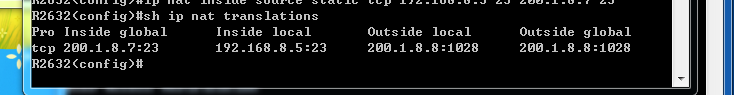 R2632(config)#ip nat inside source static tcp 192.168.8.5 23 200.1.8.7 23
R2632(config)#sh ip nat translations
Pro Inside global Inside local Outside local Outside global
tcp 200.1.8.7:23 192.168.8.5:23 200.1.8.8:1028 200.1.8.8:1028
R2632(config)#